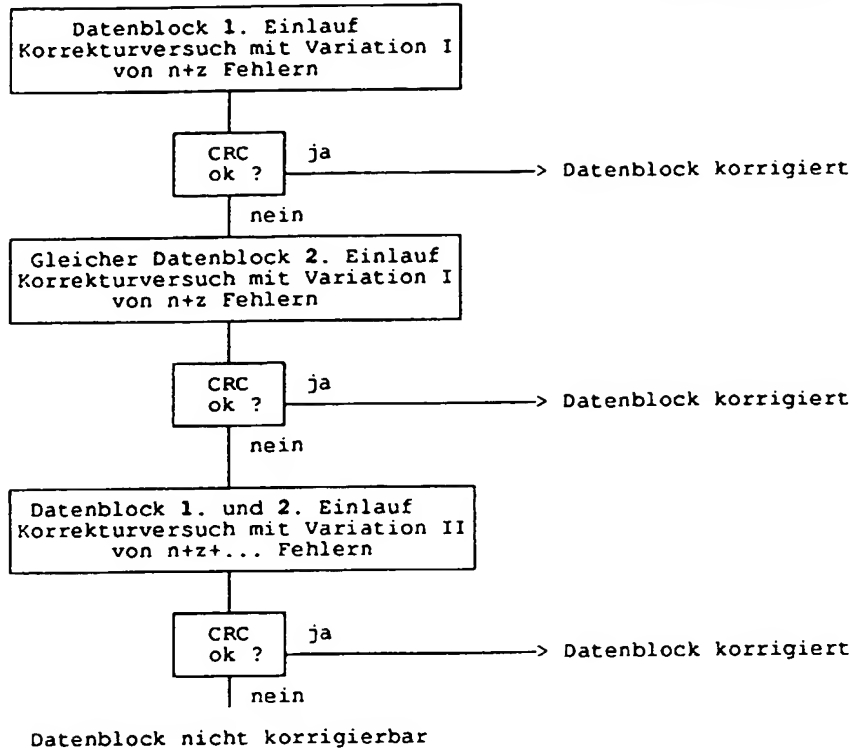 Datenblock 1. Einlauf
Korrekturversuch mit Variation I
von n+z Fehlern
CRC
ok ?
ja
> Datenblock korrigiert
nein
Gleicher Datenblock 2. Einlauf
Korrekturversuch mit Variation I
von n+z Fehlern
CRC
ok ?
ja
> Datenblock korrigiert
nein
Datenblock 1. und 2. Einlauf
Korrekturversuch mit Variation II
von n+z+... Fehlern
CRC
ok ?
ja
> Datenblock korrigiert
nein
Datenblock nicht korrigierbar